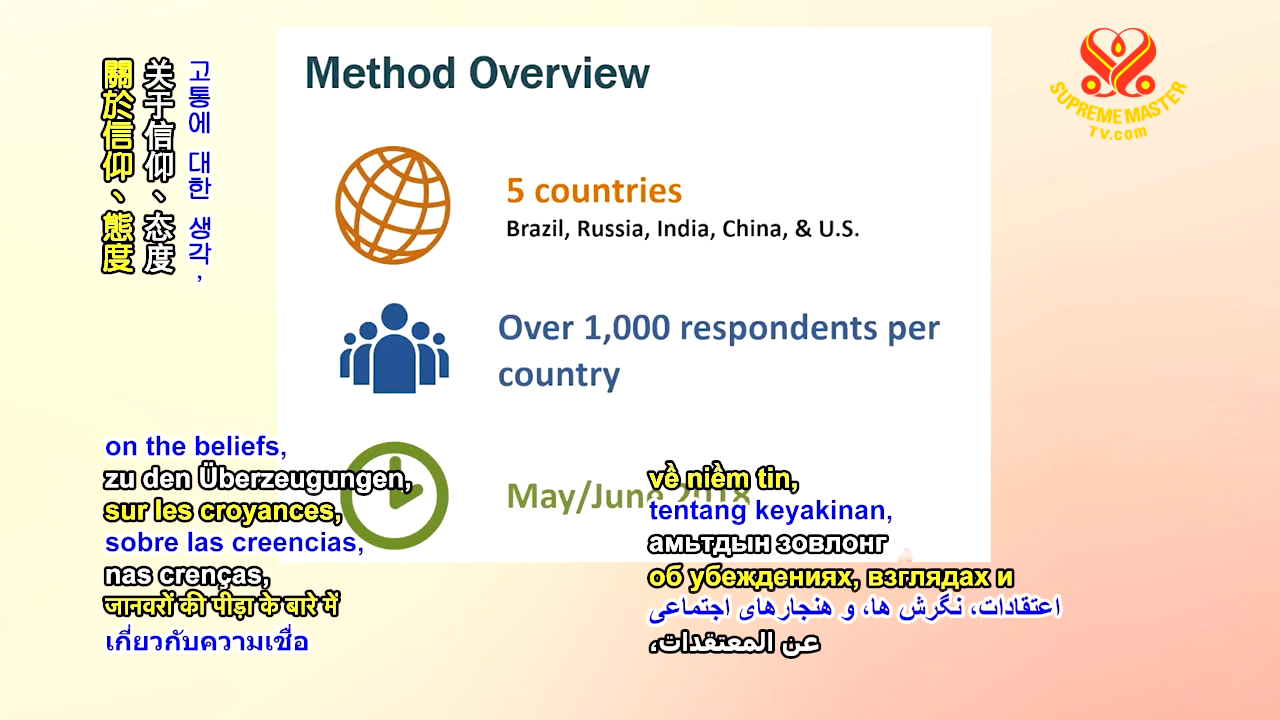 關於信仰、態度
关于信仰、态度
고통에 대한 생각,
Method Overview
5 countries
Brazil, Russia, India, China, & U.S.
Over 1,000 respondents per
country
May/June 2018
SUPREME MASTER
TV.com
on the beliefs,
zu den Überzeugungen,
sur les croyances,
sobre las creencias,
nas crenças,
जानवरों की पीड़ा के बारे में
เกี่ยวกับความเชื่อ
về niềm tin,
tentang keyakinan,
амьтдын зовлонг
об убеждениях, взглядах и
اعتقادات، نگرش ها، و هنجارهای اجتماعی
عن المعتقدات،